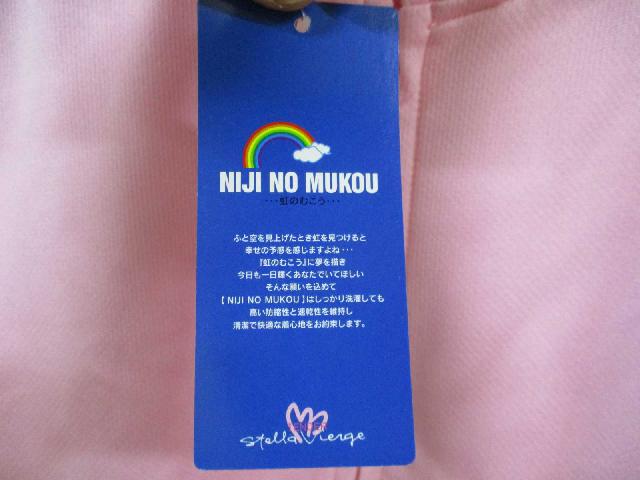 NIJI NO MUKOU
・・・虹のむこう・・・
ふと空を見上げたとき虹を見つけると
幸せの予感を感じますよね・・・
『虹のむこう』に夢を描き
今日も一日輝くあなたでいてほしい
そんな願いを込めて
【 NIJI NO MUKOU 】はしっかり洗濯しても
高い防縮性と速乾性を維持し
清潔で快適な着心地をお約束します。
TENDER
Stella Vierge